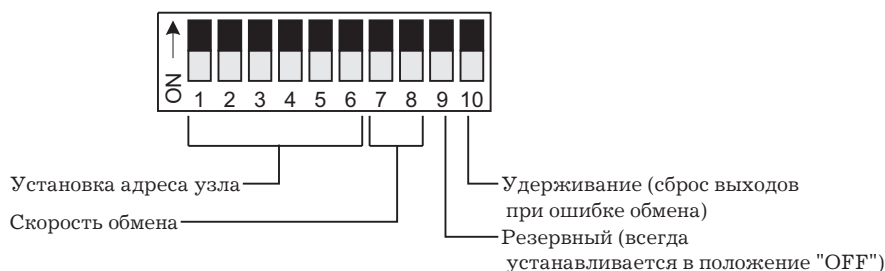 ON
1 2 3 4 5 6 7 8 9 10
Установка адреса узла
Скорость обмена
Удерживание (сброс выходов
при ошибке обмена)
Резервный (всегда
устанавливается в положение "OFF")